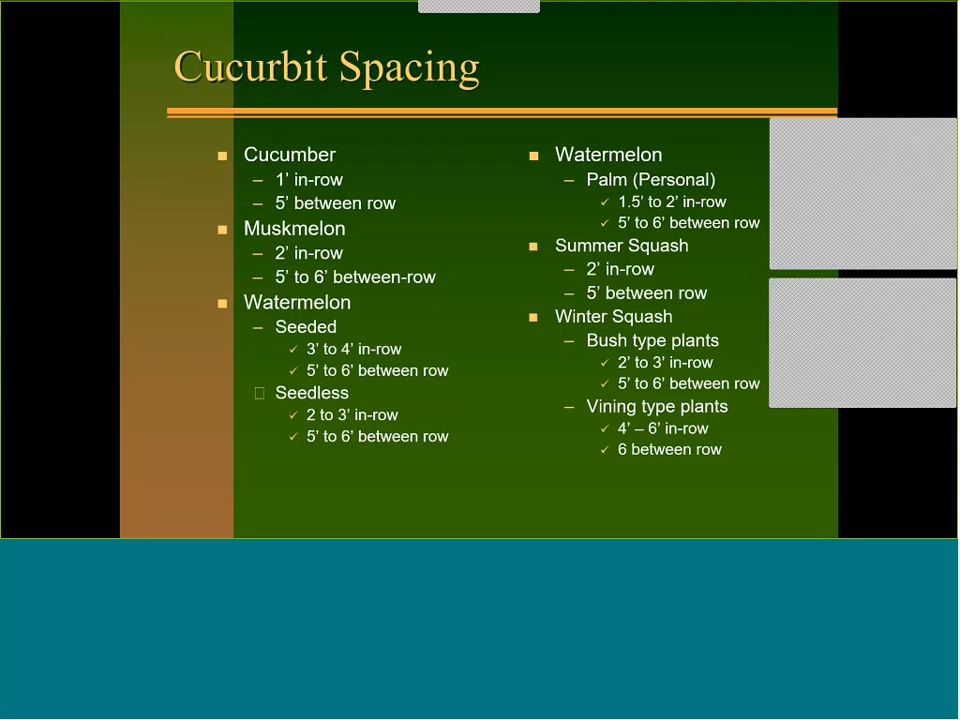 Cucurbit Spacing
Cucumber
– 1’ in-row
– 5’ between row
Muskmelon
– 2’ in-row
– 5’ to 6’ between-row
Watermelon
– Seeded
✓ 3’ to 4’ in-row
✓ 5’ to 6’ between row
Seedless
✓ 2 to 3’ in-row
✓ 5’ to 6’ between row
Watermelon
– Palm (Personal)
✓ 1.5’ to 2’ in-row
✓ 5’ to 6’ between row
Summer Squash
– 2’ in-row
– 5’ between row
Winter Squash
– Bush type plants
✓ 2’ to 3’ in-row
✓ 5’ to 6’ between row
– Vining type plants
✓ 4’ – 6’ in-row
✓ 6 between row